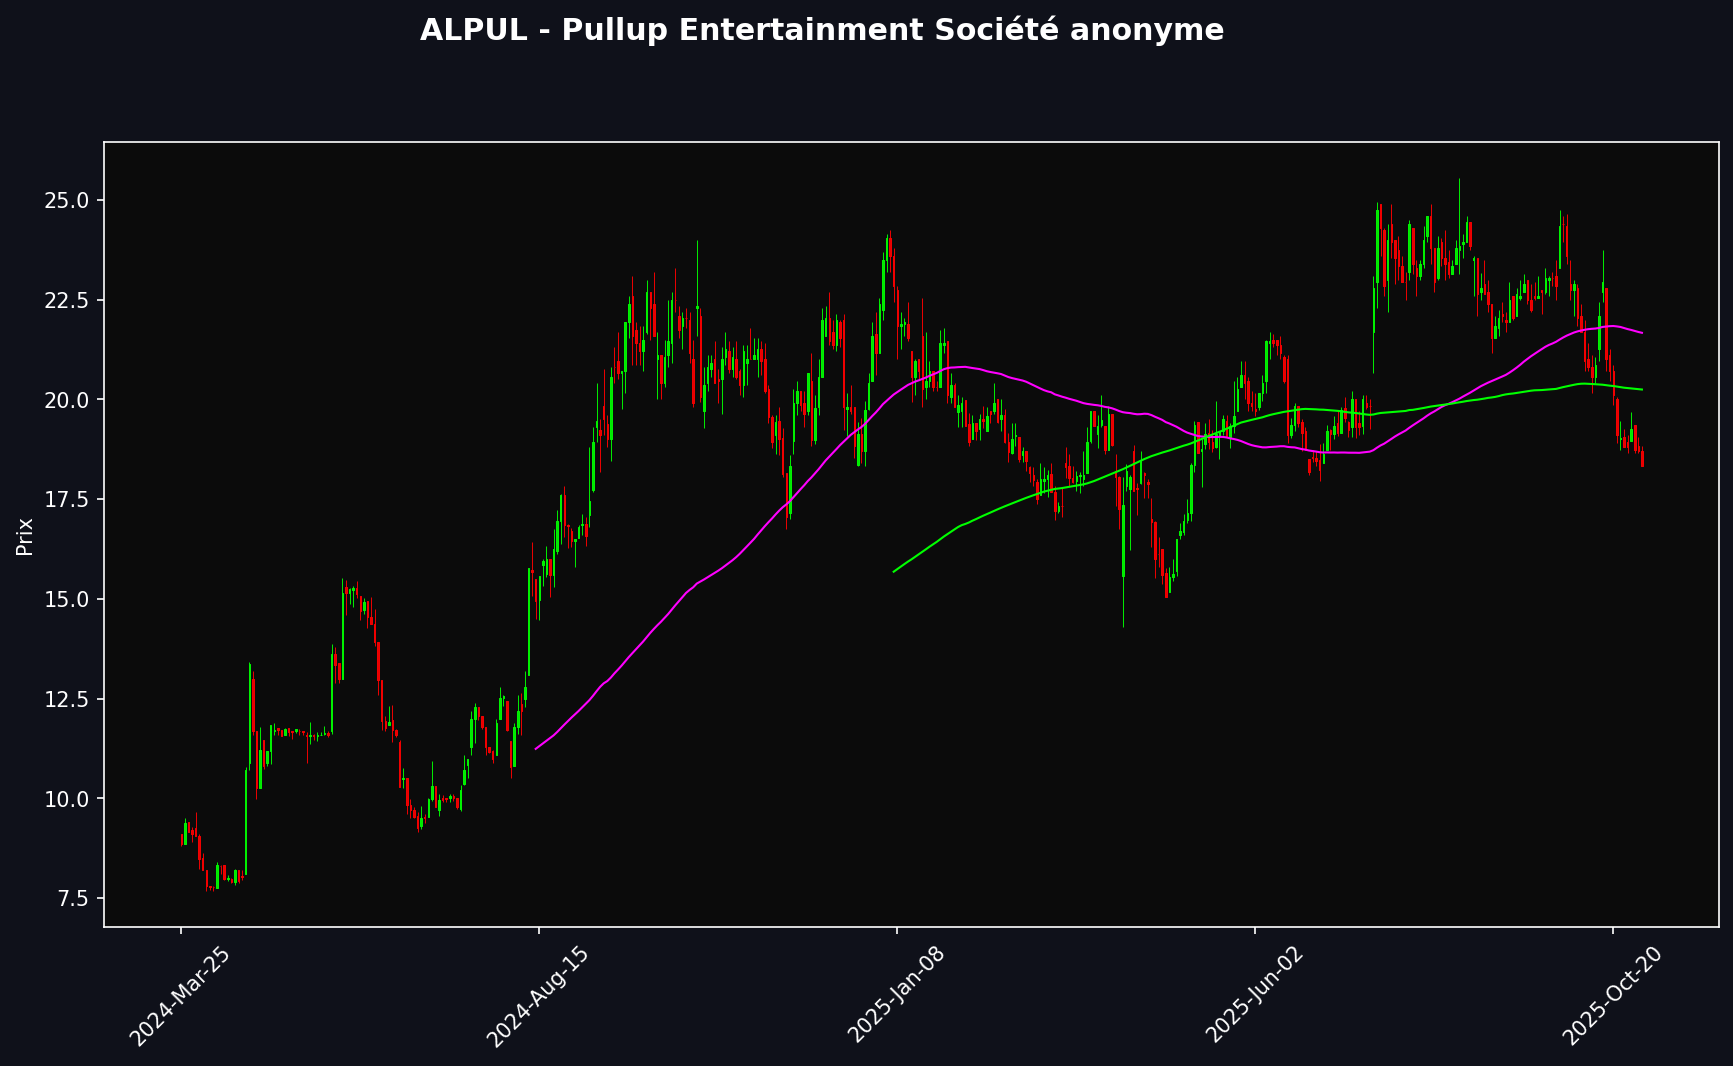 ALPUL - Pullup Entertainment Société anonyme
Prix
25.0
22.5
20.0
17.5
15.0
12.5
10.0
7.5
2024-Mar-25
2024-Aug-15
2025-Jan-08
2025-Jun-02
2025-Oct-20